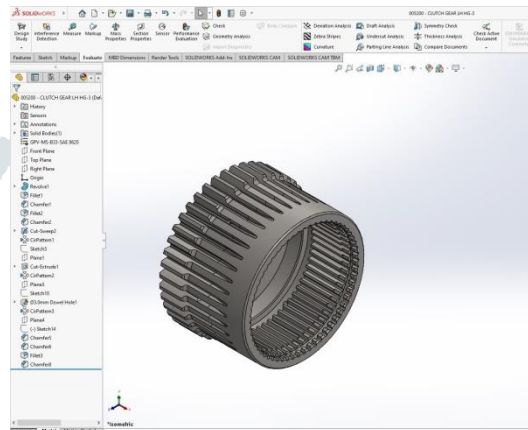 SOLIDWORKS
005200 - CLUTCH GEAR LH HG-3
Design Study
Interference Detection
Measure
Markup
Mass Properties
Section Properties
Sensor
Performance Evaluation
Check
Geometry Analysis
Deviation Analysis
Zebra Stripes
Curvature
Draft Analysis
Undercut Analysis
Parting Line Analysis
Symmetry Check
Thickness Analysis
Compare Documents
Check Active Document
Features
Sketch
Markup
Evaluate
MBD Dimensions
Render Tools
SOLIDWORKS Add-Ins
SOLIDWORKS CAM
SOLIDWORKS CAM TBM
005200 - CLUTCH GEAR LH HG-3 (Def
History
Sensors
Annotations
Solid Bodies(1)
Front Plane
Top Plane
Right Plane
Origin
Revolve1
Fillet1
Chamfer1
Fillet2
Chamfer2
Cut-Sweep2
CirPattern1
Sketch3
Plane1
Cut-Extrude1
CirPattern2
Plane3
Sketch10
CirPattern3
Plane4
(-) Sketch14
Chamfer5
Chamfer6
Fillet3
Chamfer8
*Isometric